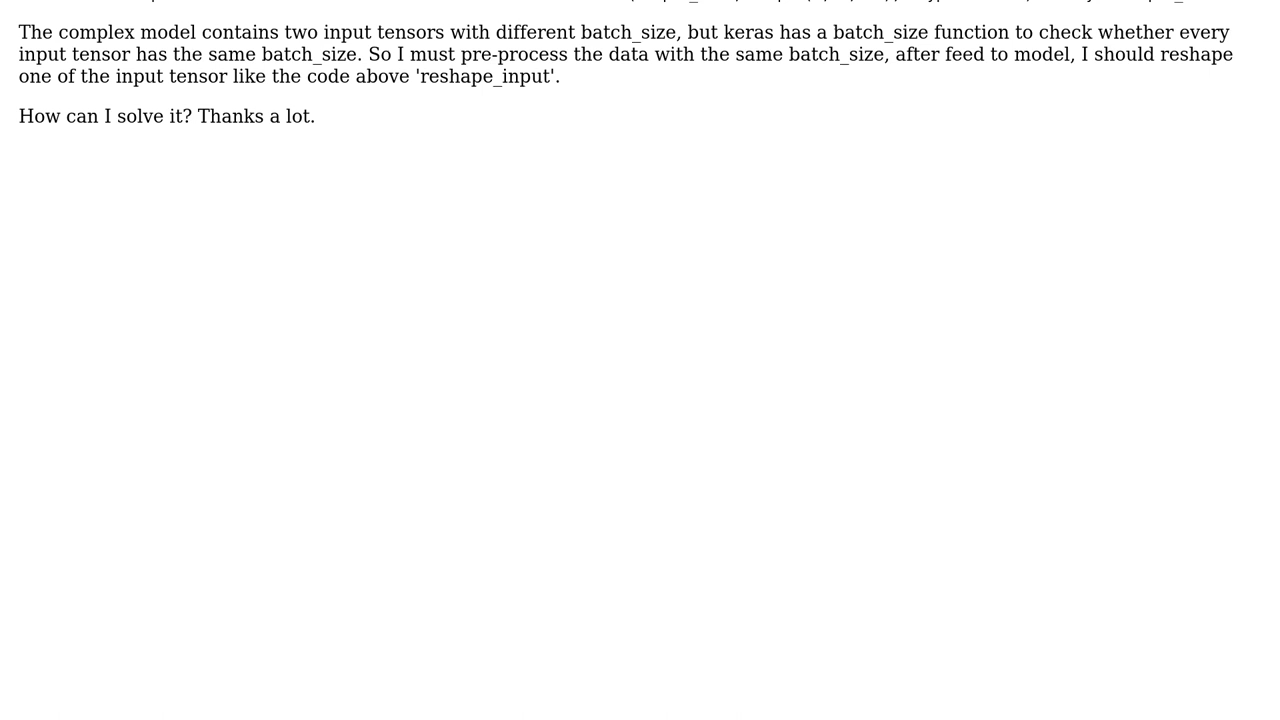 The complex model contains two input tensors with different batch_size, but keras has a batch_size function to check whether every
input tensor has the same batch_size. So I must pre-process the data with the same batch_size, after feed to model, I should reshape
one of the input tensor like the code above 'reshape_input'.
How can I solve it? Thanks a lot.